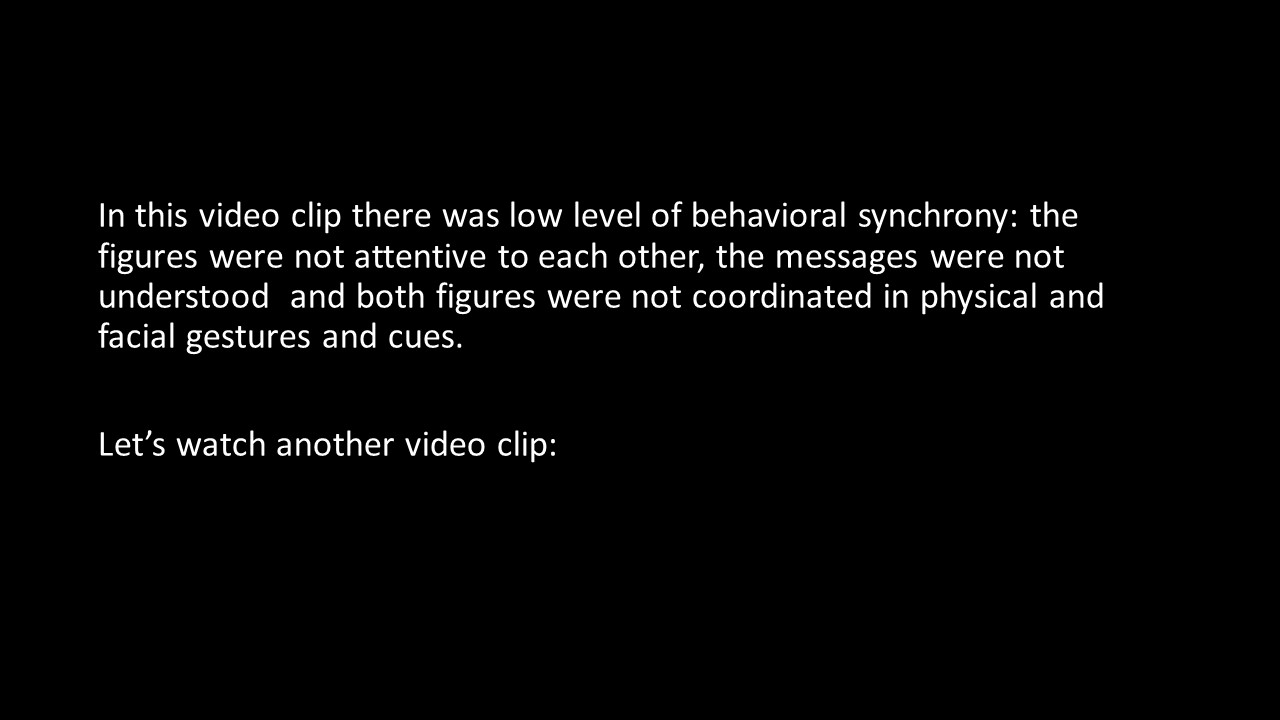 In this video clip there was low level of behavioral synchrony: the
figures were not attentive to each other, the messages were not
understood  and both figures were not coordinated in physical and
facial gestures and cues.
Let’s watch another video clip: